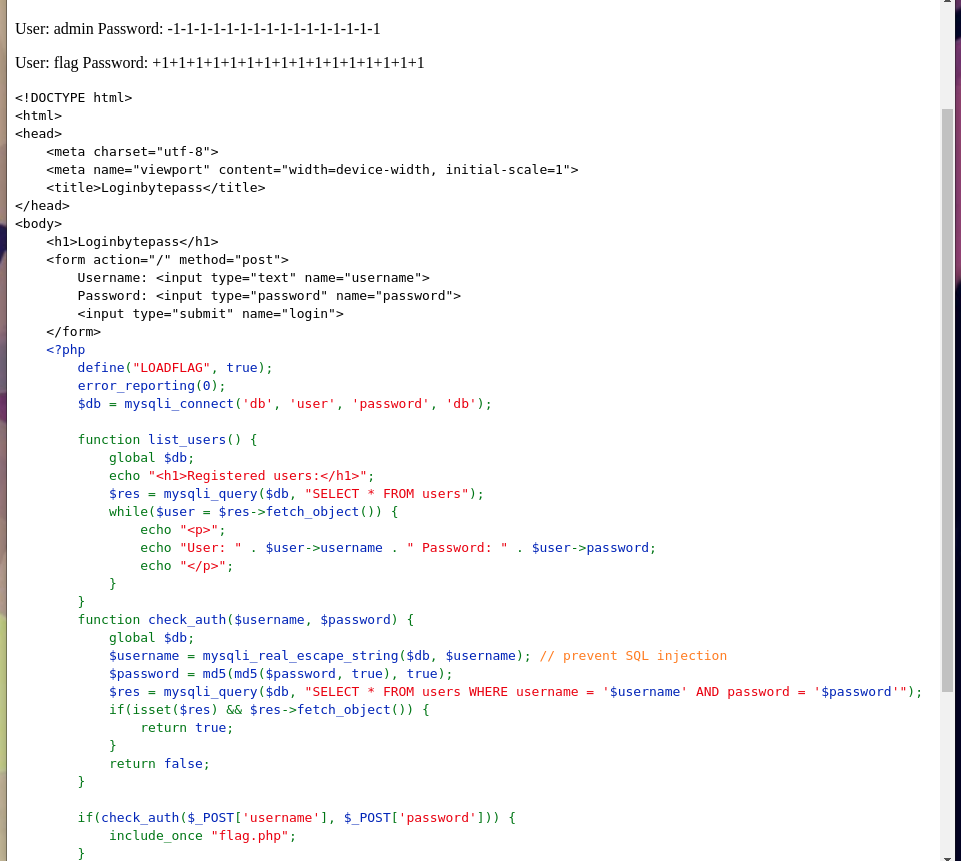 User: admin Password: -1-1-1-1-1-1-1-1-1-1-1-1-1-1-1-1
User: flag Password: +1+1+1+1+1+1+1+1+1+1+1+1+1+1+1+1
<!DOCTYPE html>
<html>
<head>
    <meta charset="utf-8">
    <meta name="viewport" content="width=device-width, initial-scale=1">
    <title>Loginbytepass</title>
</head>
<body>
    <h1>Loginbytepass</h1>
    <form action="/" method="post">
        Username: <input type="text" name="username">
        Password: <input type="password" name="password">
        <input type="submit" name="login">
    </form>
    <?php
        define("LOADFLAG", true);
        error_reporting(0);
        $db = mysqli_connect('db', 'user', 'password', 'db');

        function list_users() {
            global $db;
            echo "<h1>Registered users:</h1>";
            $res = mysqli_query($db, "SELECT * FROM users");
            while($user = $res->fetch_object()) {
                echo "<p>";
                echo "User: " . $user->username . " Password: " . $user->password;
                echo "</p>";
            }
        }
        function check_auth($username, $password) {
            global $db;
            $username = mysqli_real_escape_string($db, $username); // prevent SQL injection
            $password = md5(md5($password, true), true);
            $res = mysqli_query($db, "SELECT * FROM users WHERE username = '$username' AND password = '$password'");
            if(isset($res) && $res->fetch_object()) {
                return true;
            }
            return false;
        }

        if(check_auth($_POST['username'], $_POST['password'])) {
            include_once "flag.php";
        }